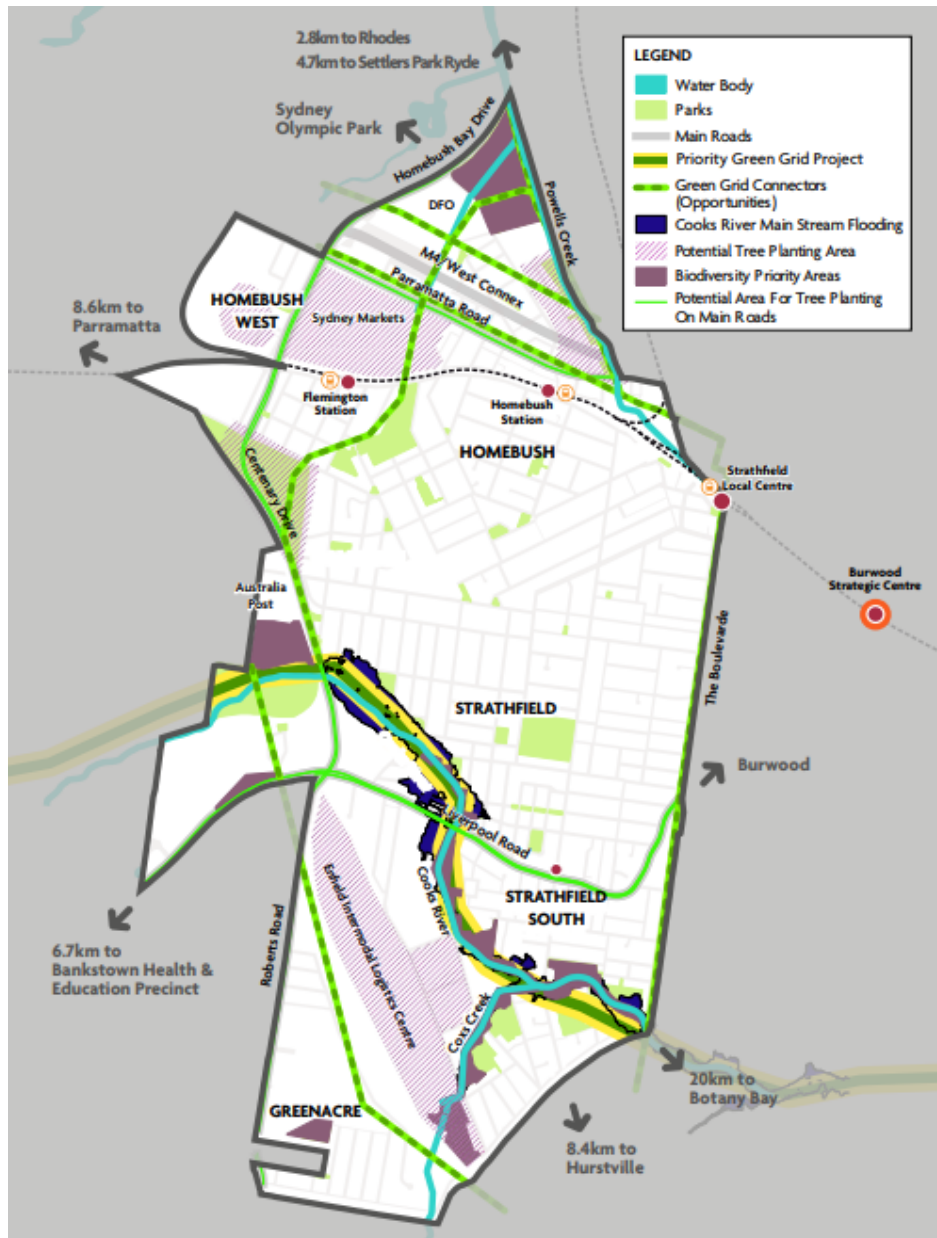 2.8km to Rhodes
4.7km to Settlers Park Ryde
Sydney
Olympic Park
Homebush Bay Drive
DFO
Powells Creek
LEGEND
Water Body
Parks
Main Roads
Priority Green Grid Project
Green Grid Connectors
(Opportunities)
Cooks River Main Stream Flooding
Potential Tree Planting Area
Biodiversity Priority Areas
Potential Area For Tree Planting
On Main Roads
M4/West Connex
Parramatta Road
HOMEBUSH
WEST
Sydney Markets
8.6km to
Parramatta
Flemington
Station
Homebush
Station
HOMEBUSH
Strathfield
Local Centre
Centenary Drive
Burwood
Strategic Centre
Australia
Post
The Boulevarde
STRATHFIELD
Burwood
Liverpool Road
Cooks River
STRATHFIELD
SOUTH
Enfield Intermodal Logistics Centre
Roberts Road
6.7km to
Bankstown Health &
Education Precinct
Coxs Creek
20km to
Botany Bay
GREENACRE
8.4km to
Hurstville